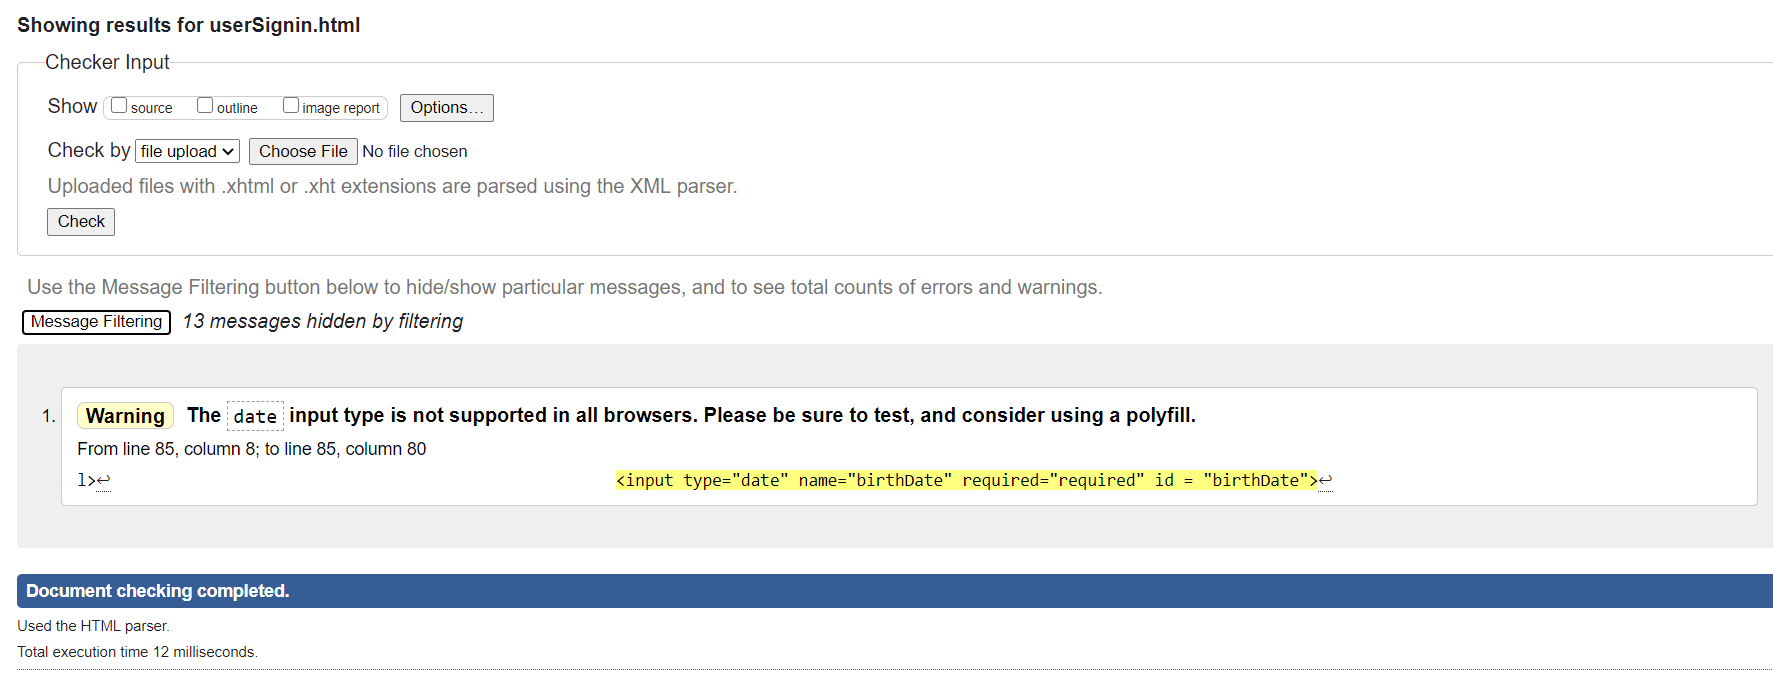 Showing results for userSignin.html
Checker Input
Show source outline image report Options...
Check by file upload Choose File No file chosen
Uploaded files with .xhtml or .xht extensions are parsed using the XML parser.
Check
Use the Message Filtering button below to hide/show particular messages, and to see total counts of errors and warnings.
Message Filtering 13 messages hidden by filtering
1. Warning The date input type is not supported in all browsers. Please be sure to test, and consider using a polyfill.
From line 85, column 8; to line 85, column 80
l>↩ <input type="date" name="birthDate" required="required" id = "birthDate">↩
Document checking completed.
Used the HTML parser.
Total execution time 12 milliseconds.